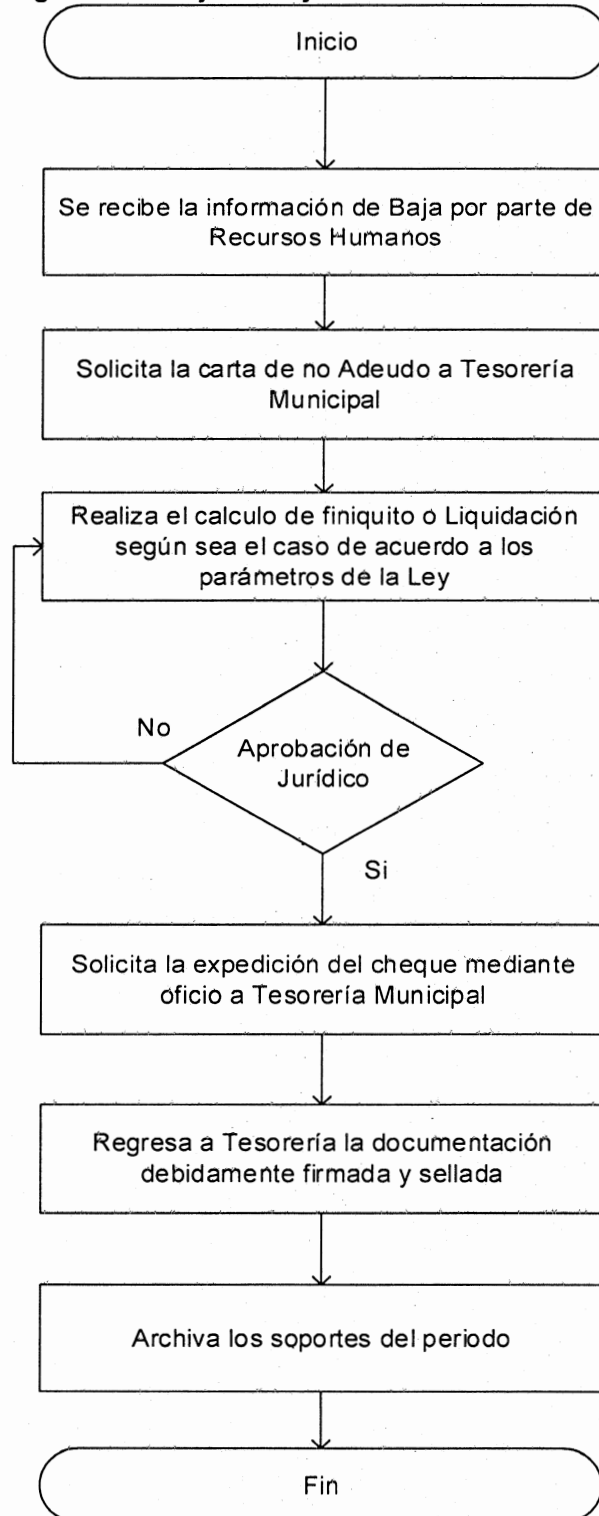 Inicio
Se recibe la información de Baja por parte de
Recursos Humanos
Solicita la carta de no Adeudo a Tesorería
Municipal
Realiza el calculo de finiquito o Liquidación
según sea el caso de acuerdo a los
parámetros de la Ley
No
Aprobación de
Jurídico
Si
Solicita la expedición del cheque mediante
oficio a Tesorería Municipal
Regresa a Tesorería la documentación
debidamente firmada y sellada
Archiva los soportes del periodo
Fin